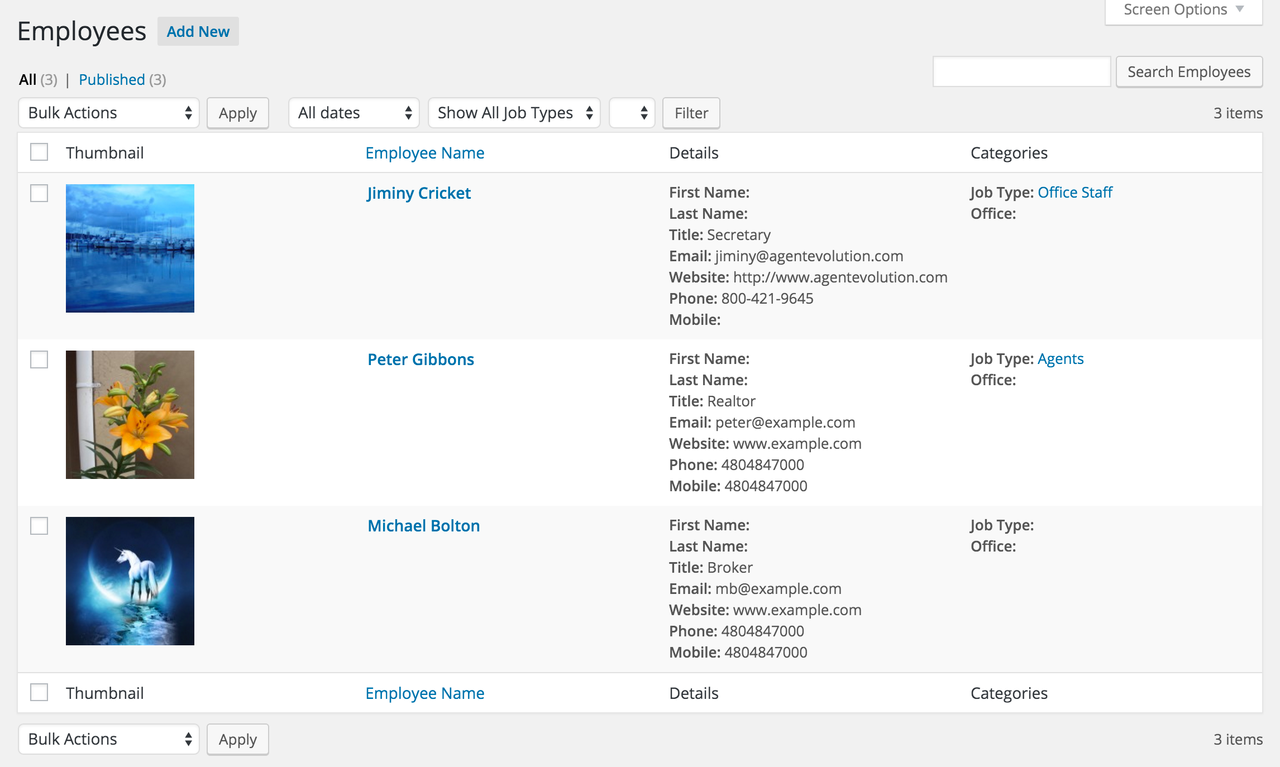 Screen Options
Employees Add New
All (3) | Published (3)
Search Employees
Bulk Actions Apply All dates Show All Job Types Filter 3 items
Thumbnail Employee Name Details Categories
Jiminy Cricket
First Name:
Last Name:
Title: Secretary
Email: jiminy@agentevolution.com
Website: http://www.agentevolution.com
Phone: 800-421-9645
Mobile:
Job Type: Office Staff
Office:
Peter Gibbons
First Name:
Last Name:
Title: Realtor
Email: peter@example.com
Website: www.example.com
Phone: 4804847000
Mobile: 4804847000
Job Type: Agents
Office:
Michael Bolton
First Name:
Last Name:
Title: Broker
Email: mb@example.com
Website: www.example.com
Phone: 4804847000
Mobile: 4804847000
Job Type:
Office:
Thumbnail Employee Name Details Categories
Bulk Actions Apply 3 items